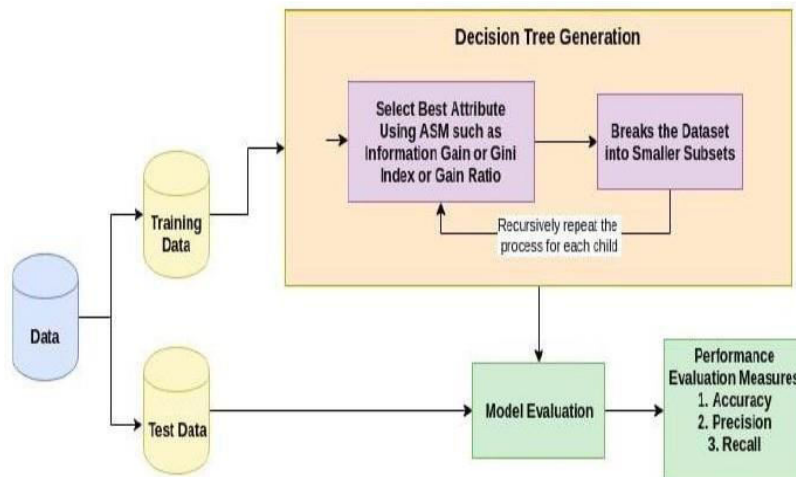 Decision Tree Generation
Select Best Attribute
Using ASM such as
Information Gain or Gini
Index or Gain Ratio
Breaks the Dataset
into Smaller Subsets
Recursively repeat the
process for each child
Training
Data
Data
Test Data
Model Evaluation
Performance
Evaluation Measures
1. Accuracy
2. Precision
3. Recall